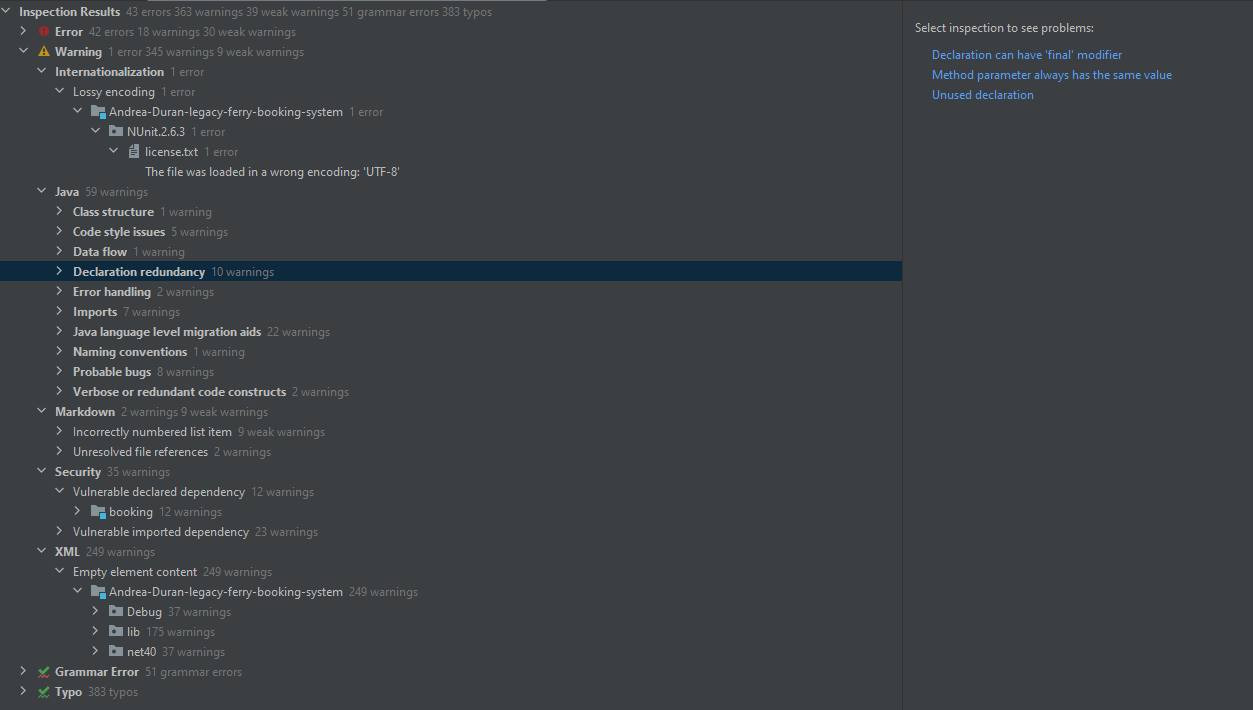 Inspection Results 43 errors 363 warnings 39 weak warnings 51 grammar errors 383 typos
Error 42 errors 18 warnings 30 weak warnings
Warning 1 error 345 warnings 9 weak warnings
Internationalization 1 error
Lossy encoding 1 error
Andrea-Duran-legacy-ferry-booking-system 1 error
NUnit.2.6.3 1 error
license.txt 1 error
The file was loaded in a wrong encoding: 'UTF-8'
Java 59 warnings
Class structure 1 warning
Code style issues 5 warnings
Data flow 1 warning
Declaration redundancy 10 warnings
Error handling 2 warnings
Imports 7 warnings
Java language level migration aids 22 warnings
Naming conventions 1 warning
Probable bugs 8 warnings
Verbose or redundant code constructs 2 warnings
Markdown 2 warnings 9 weak warnings
Incorrectly numbered list item 9 weak warnings
Unresolved file references 2 warnings
Security 35 warnings
Vulnerable declared dependency 12 warnings
booking 12 warnings
Vulnerable imported dependency 23 warnings
XML 249 warnings
Empty element content 249 warnings
Andrea-Duran-legacy-ferry-booking-system 249 warnings
Debug 37 warnings
lib 175 warnings
net40 37 warnings
Grammar Error 51 grammar errors
Typo 383 typos
Select inspection to see problems:
Declaration can have 'final' modifier
Method parameter always has the same value
Unused declaration